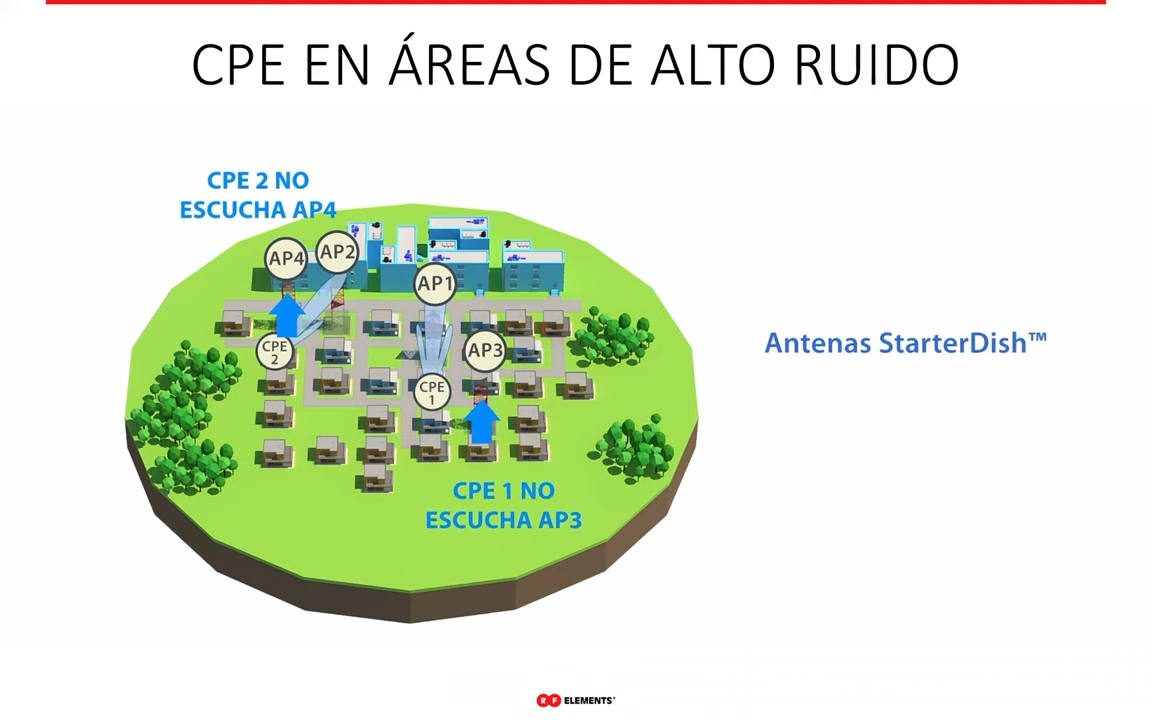 CPE EN ÁREAS DE ALTO RUIDO
CPE 2 NO
ESCUCHA AP4
AP4
AP2
AP1
CPE
2
AP3
CPE
1
Antenas StarterDish™
CPE 1 NO
ESCUCHA AP3
RF ELEMENTS